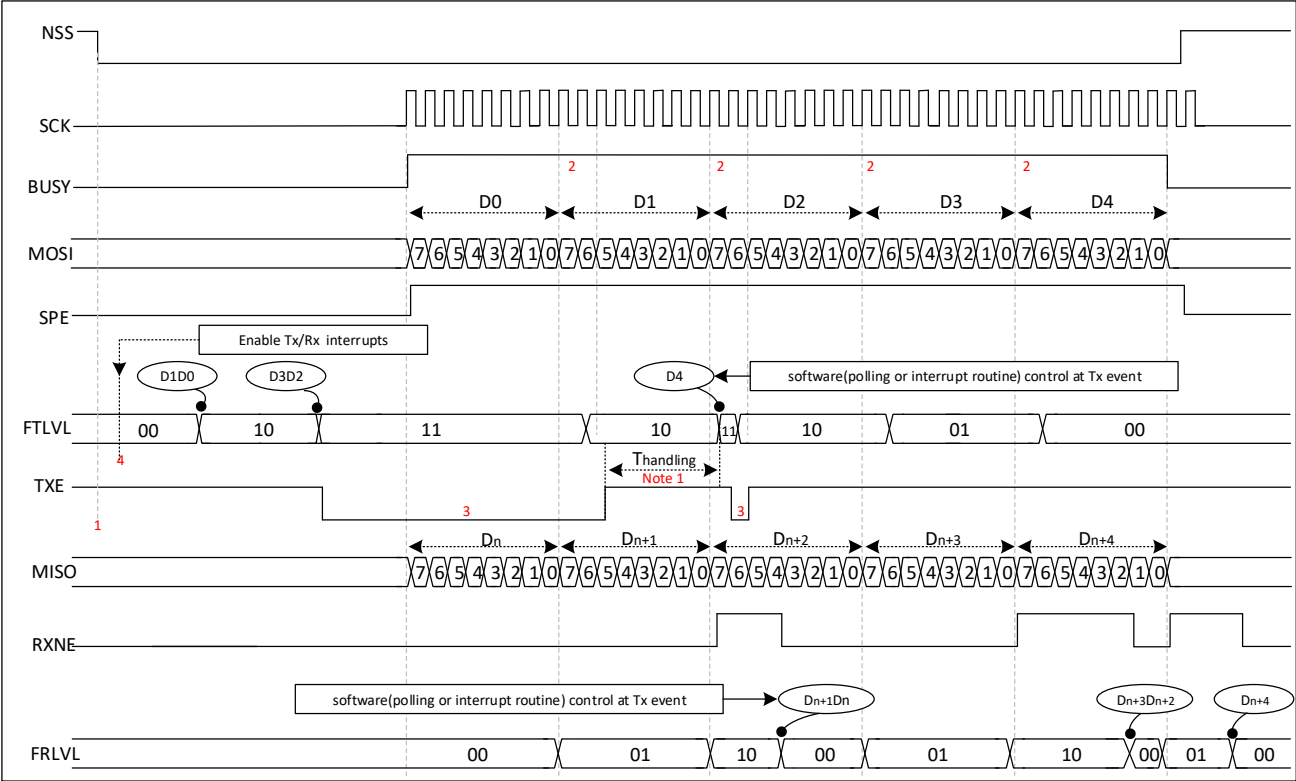 NSS
SCK
2 2 2 2
BUSY
D0 D1 D2 D3 D4
MOSI 7 6 5 4 3 2 1 0 7 6 5 4 3 2 1 0 7 6 5 4 3 2 1 0 7 6 5 4 3 2 1 0 7 6 5 4 3 2 1 0
SPE
Enable Tx/Rx interrupts
D1D0 D3D2 D4 software(polling or interrupt routine) control at Tx event
FTLVL 00 10 11 10 11 10 01 00
4 Thandling
Note 1
TXE
3 3
1
Dn Dn+1 Dn+2 Dn+3 Dn+4
MISO 7 6 5 4 3 2 1 0 7 6 5 4 3 2 1 0 7 6 5 4 3 2 1 0 7 6 5 4 3 2 1 0 7 6 5 4 3 2 1 0
RXNE
software(polling or interrupt routine) control at Tx event Dn+1Dn Dn+3Dn+2 Dn+4
FRLVL 00 01 10 00 01 10 00 01 00